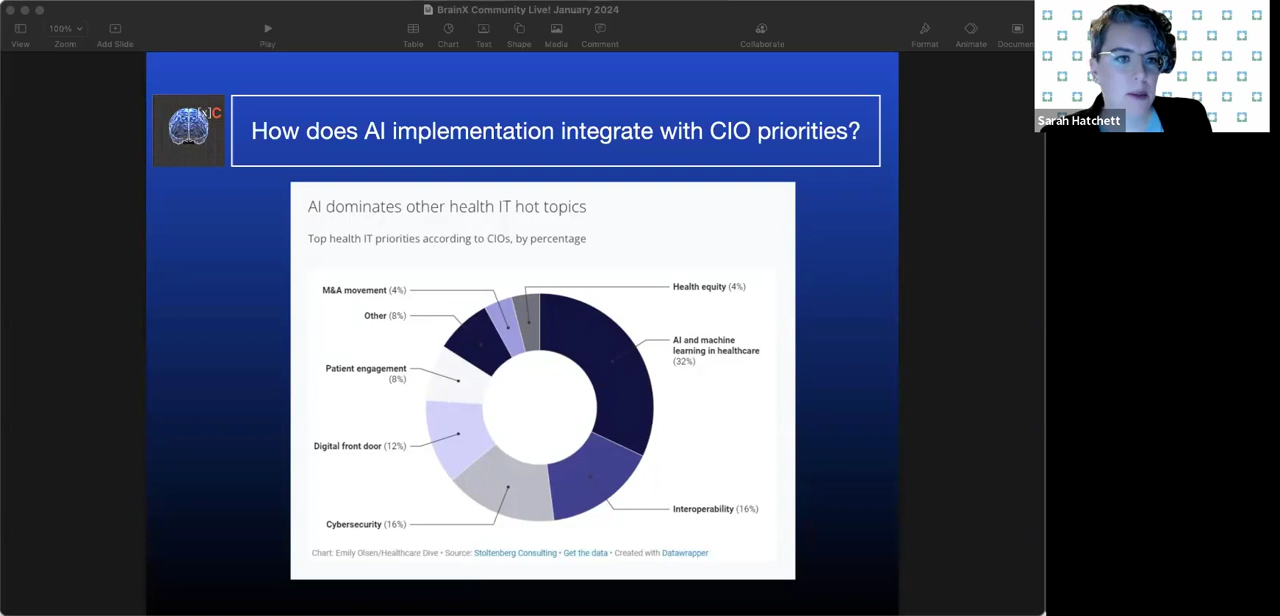 BrainX Community Live! January 2024
View
100%
Zoom
Add Slide
Play
Table
Chart
Text
Shape
Media
Comment
Collaborate
Format
Animate
Documen
Sarah Hatchett
[x]C
How does AI implementation integrate with CIO priorities?
AI dominates other health IT hot topics
Top health IT priorities according to CIOs, by percentage
M&A movement (4%)
Health equity (4%)
Other (8%)
AI and machine
learning in healthcare
(32%)
Patient engagement
(8%)
Digital front door (12%)
Interoperability (16%)
Cybersecurity (16%)
Chart: Emily Olsen/Healthcare Dive • Source: Stoltenberg Consulting • Get the data • Created with Datawrapper